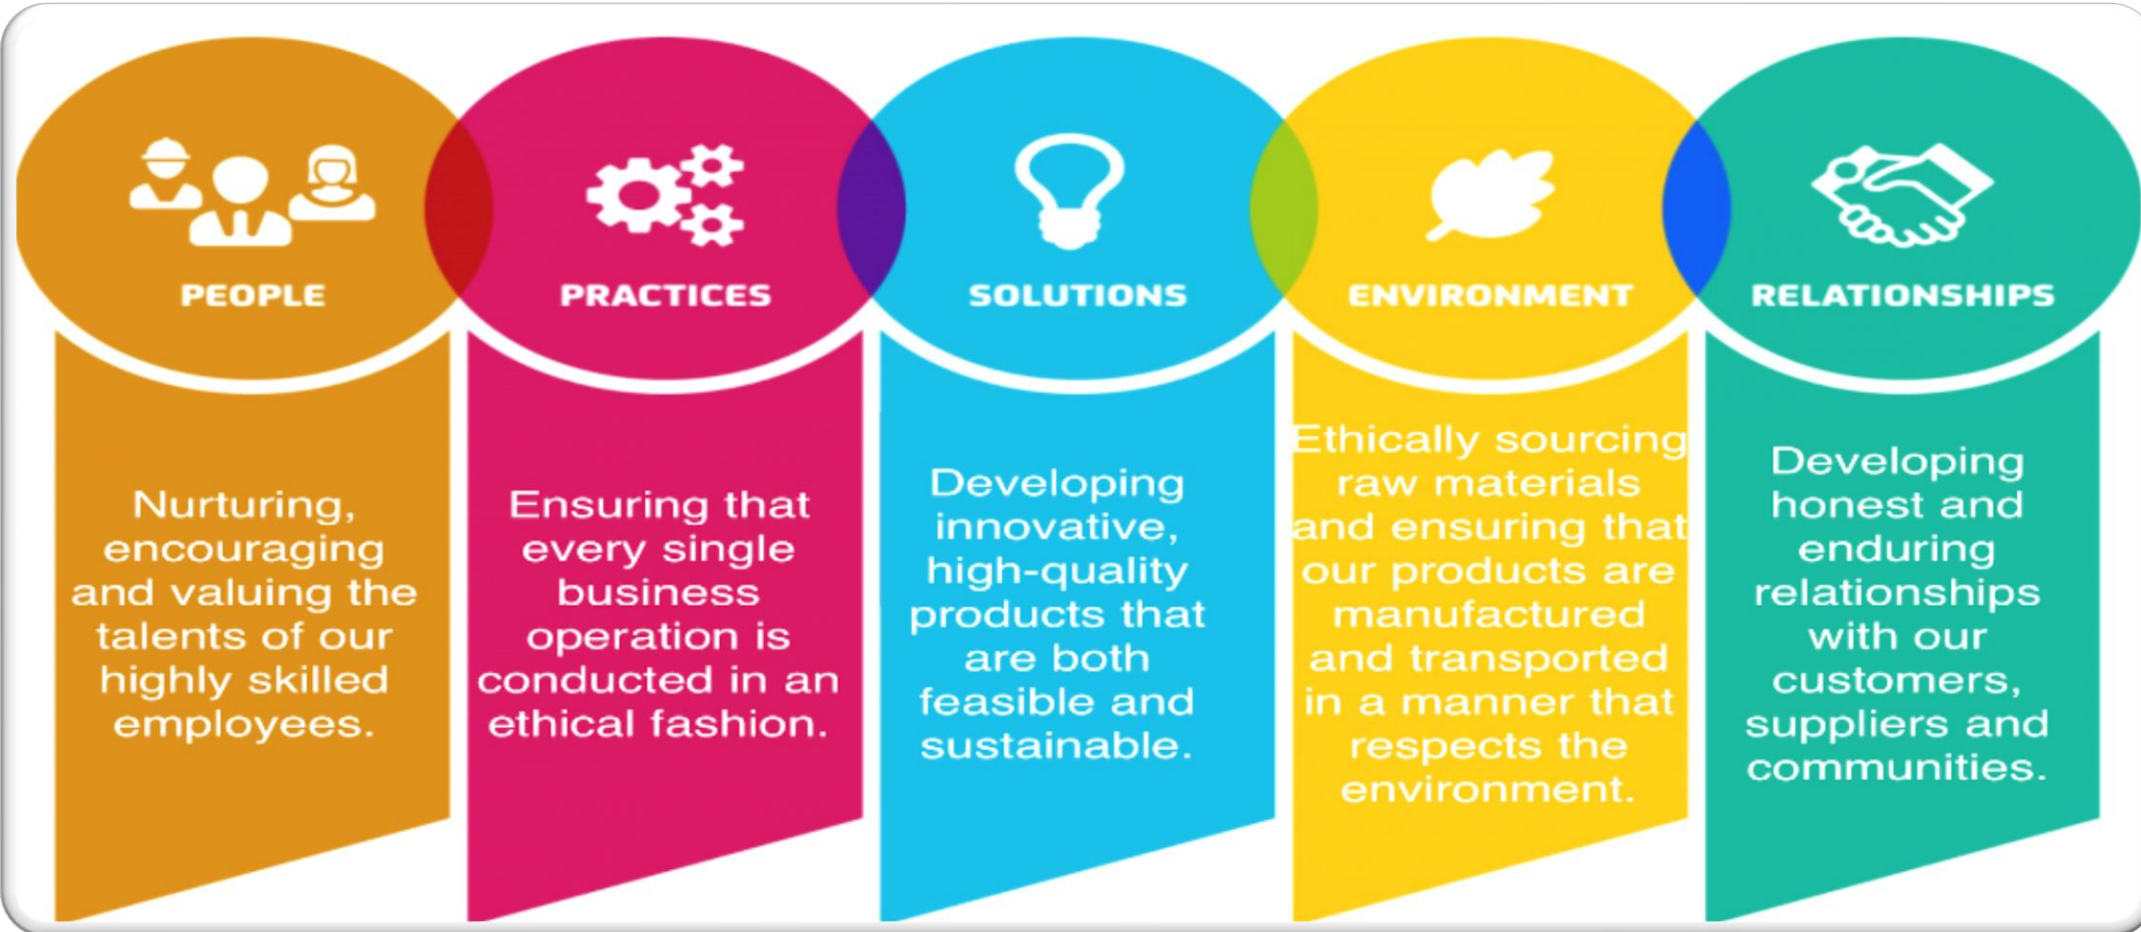 PEOPLE
Nurturing,
encouraging
and valuing the
talents of our
highly skilled
employees.
PRACTICES
Ensuring that
every single
business
operation is
conducted in an
ethical fashion.
SOLUTIONS
Developing
innovative,
high-quality
products that
are both
feasible and
sustainable.
ENVIRONMENT
Ethically sourcing
raw materials
and ensuring that
our products are
manufactured
and transported
in a manner that
respects the
environment.
RELATIONSHIPS
Developing
honest and
enduring
relationships
with our
customers,
suppliers and
communities.